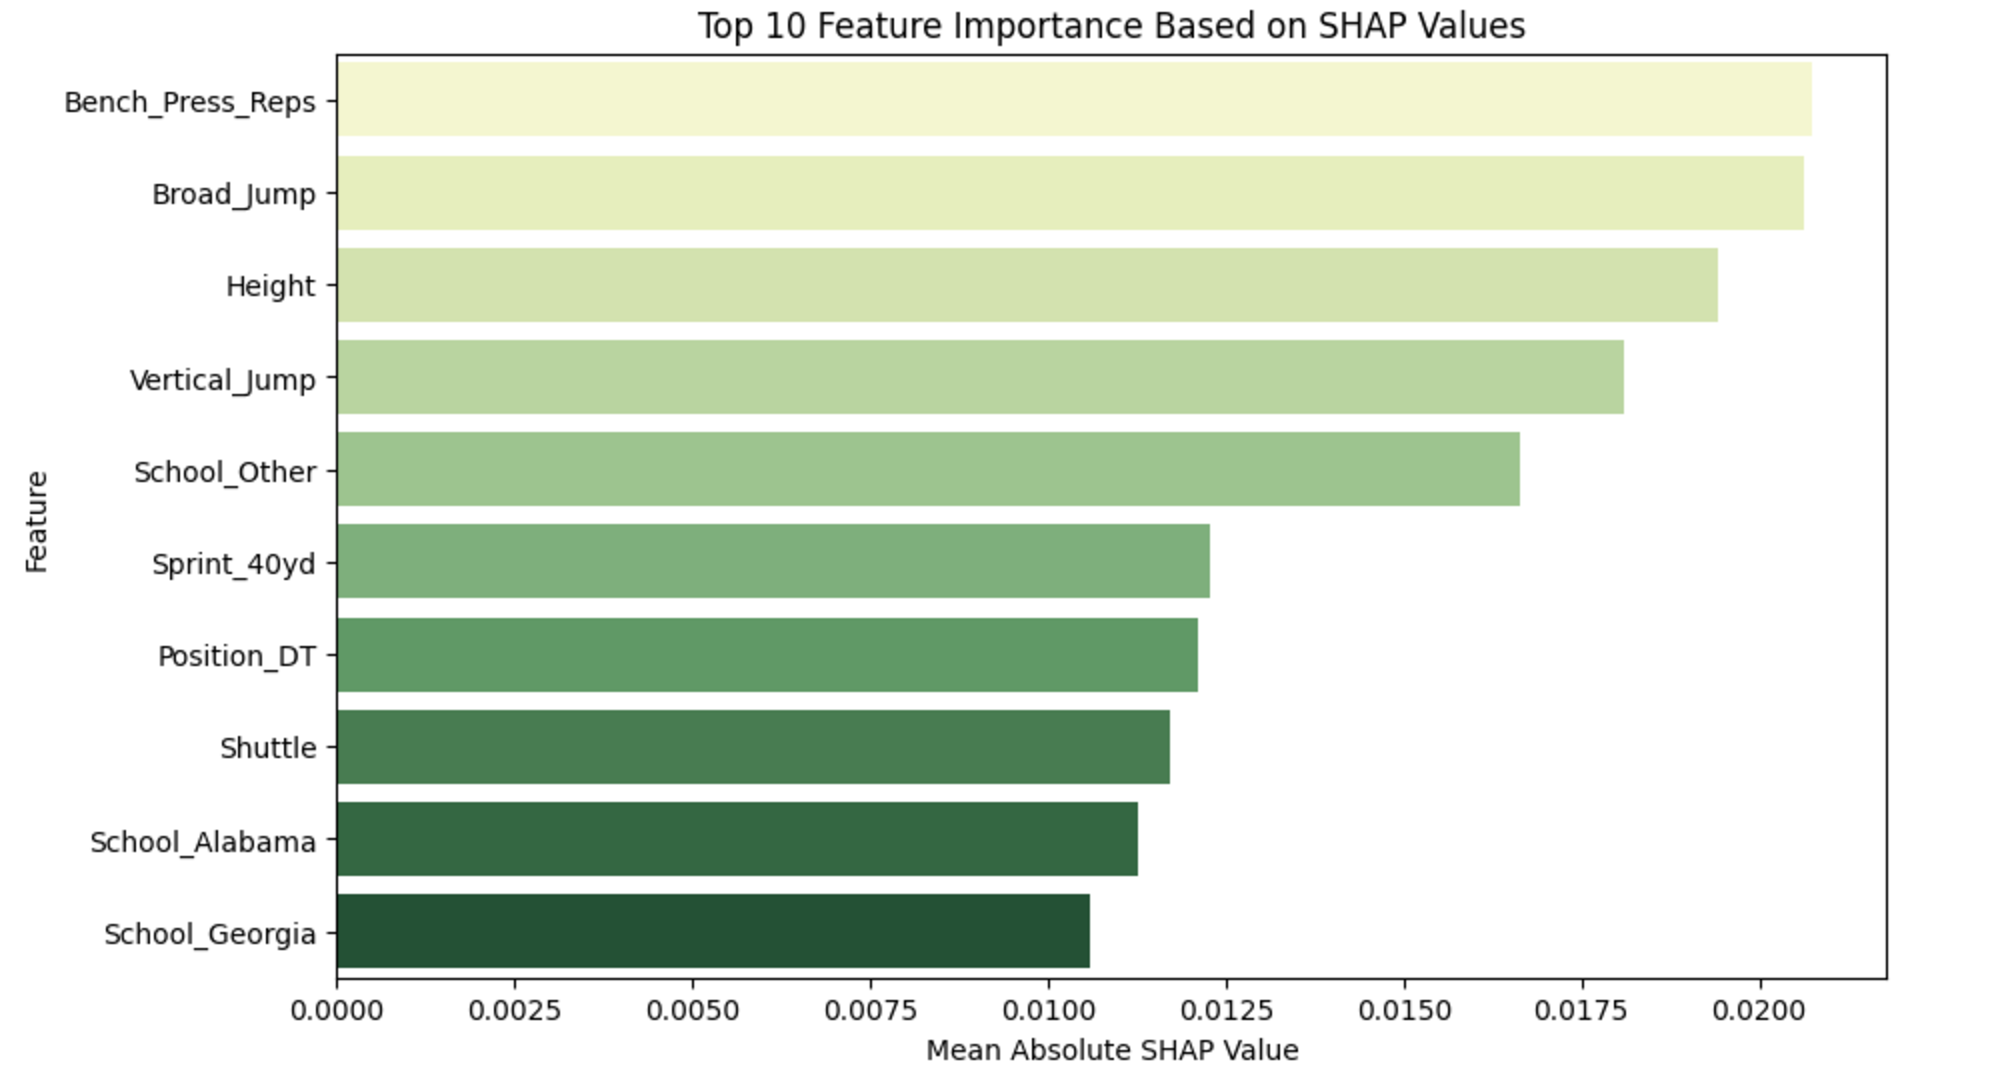 Top 10 Feature Importance Based on SHAP Values
Feature
Bench_Press_Reps
Broad_Jump
Height
Vertical_Jump
School_Other
Sprint_40yd
Position_DT
Shuttle
School_Alabama
School_Georgia
0.0000 0.0025 0.0050 0.0075 0.0100 0.0125 0.0150 0.0175 0.0200
Mean Absolute SHAP Value